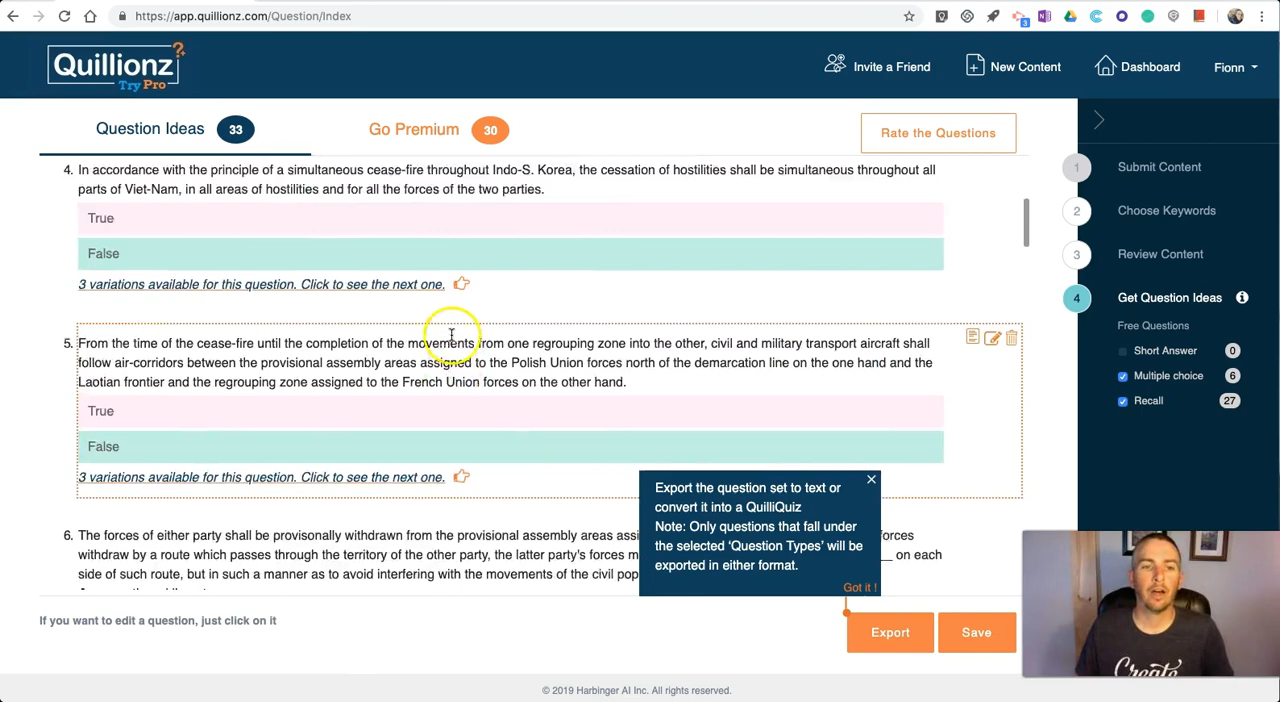 https://app.quillionz.com/Question/Index
3
Quillionz
?+
Try Pro
Invite a Friend
New Content
Dashboard
Fionn
Question Ideas 33
Go Premium 30
Rate the Questions
4. In accordance with the principle of a simultaneous cease-fire throughout Indo-S. Korea, the cessation of hostilities shall be simultaneous throughout all
parts of Viet-Nam, in all areas of hostilities and for all the forces of the two parties.
True
False
3 variations available for this question. Click to see the next one.
5. From the time of the cease-fire until the completion of the movements from one regrouping zone into the other, civil and military transport aircraft shall
follow air-corridors between the provisional assembly areas assigned to the Polish Union forces north of the demarcation line on the one hand and the
Laotian frontier and the regrouping zone assigned to the French Union forces on the other hand.
True
False
3 variations available for this question. Click to see the next one.
6. The forces of either party shall be provisonally withdrawn from the provisional assembly areas assi
forces
withdraw by a route which passes through the territory of the other party, the latter party's forces m
on each
side of such route, but in such a manner as to avoid interfering with the movements of the civil pop
Export the question set to text or
convert it into a QuilliQuiz
Note: Only questions that fall under
the selected 'Question Types' will be
exported in either format.
Got it !
If you want to edit a question, just click on it
Export
Save
1 Submit Content
2 Choose Keywords
3 Review Content
4 Get Question Ideas
Free Questions
Short Answer 0
Multiple choice 6
Recall 27
Create
© 2019 Harbinger AI Inc. All rights reserved.